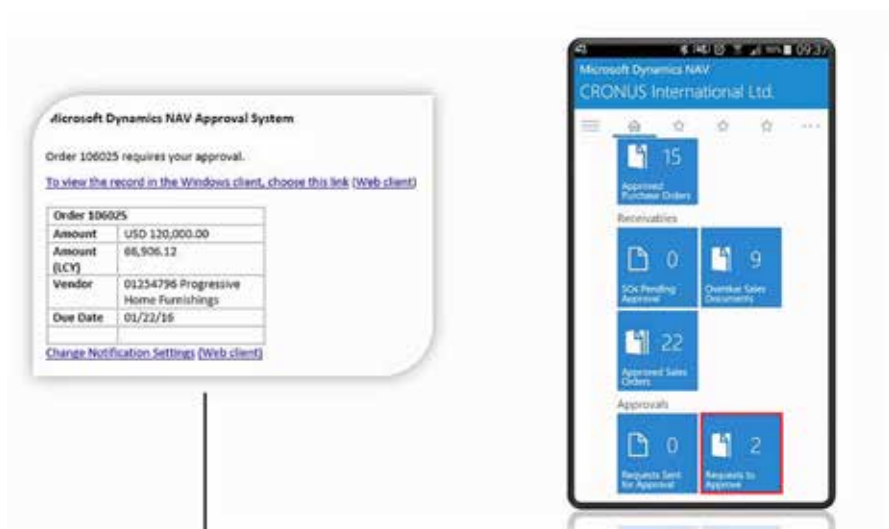 Microsoft Dynamics NAV Approval System
Order 106025 requires your approval.
To view the record in the Windows client, choose this link (Web client)
Order 106025
Amount USD 120,000.00
Amount 66,906.12
(LCY)
Vendor 01254796 Progressive
Home Furnishings
Due Date 01/22/16
Change Notification Settings (Web client)
09:37
Microsoft Dynamics NAV
CRONUS International Ltd.
15
Approved
Purchase Orders
Receivables
0
SOs Pending
Approval
9
Overdue Sales
Documents
22
Approved Sales
Orders
Approvals
0
Requests Sent
for Approval
2
Requests to
Approve